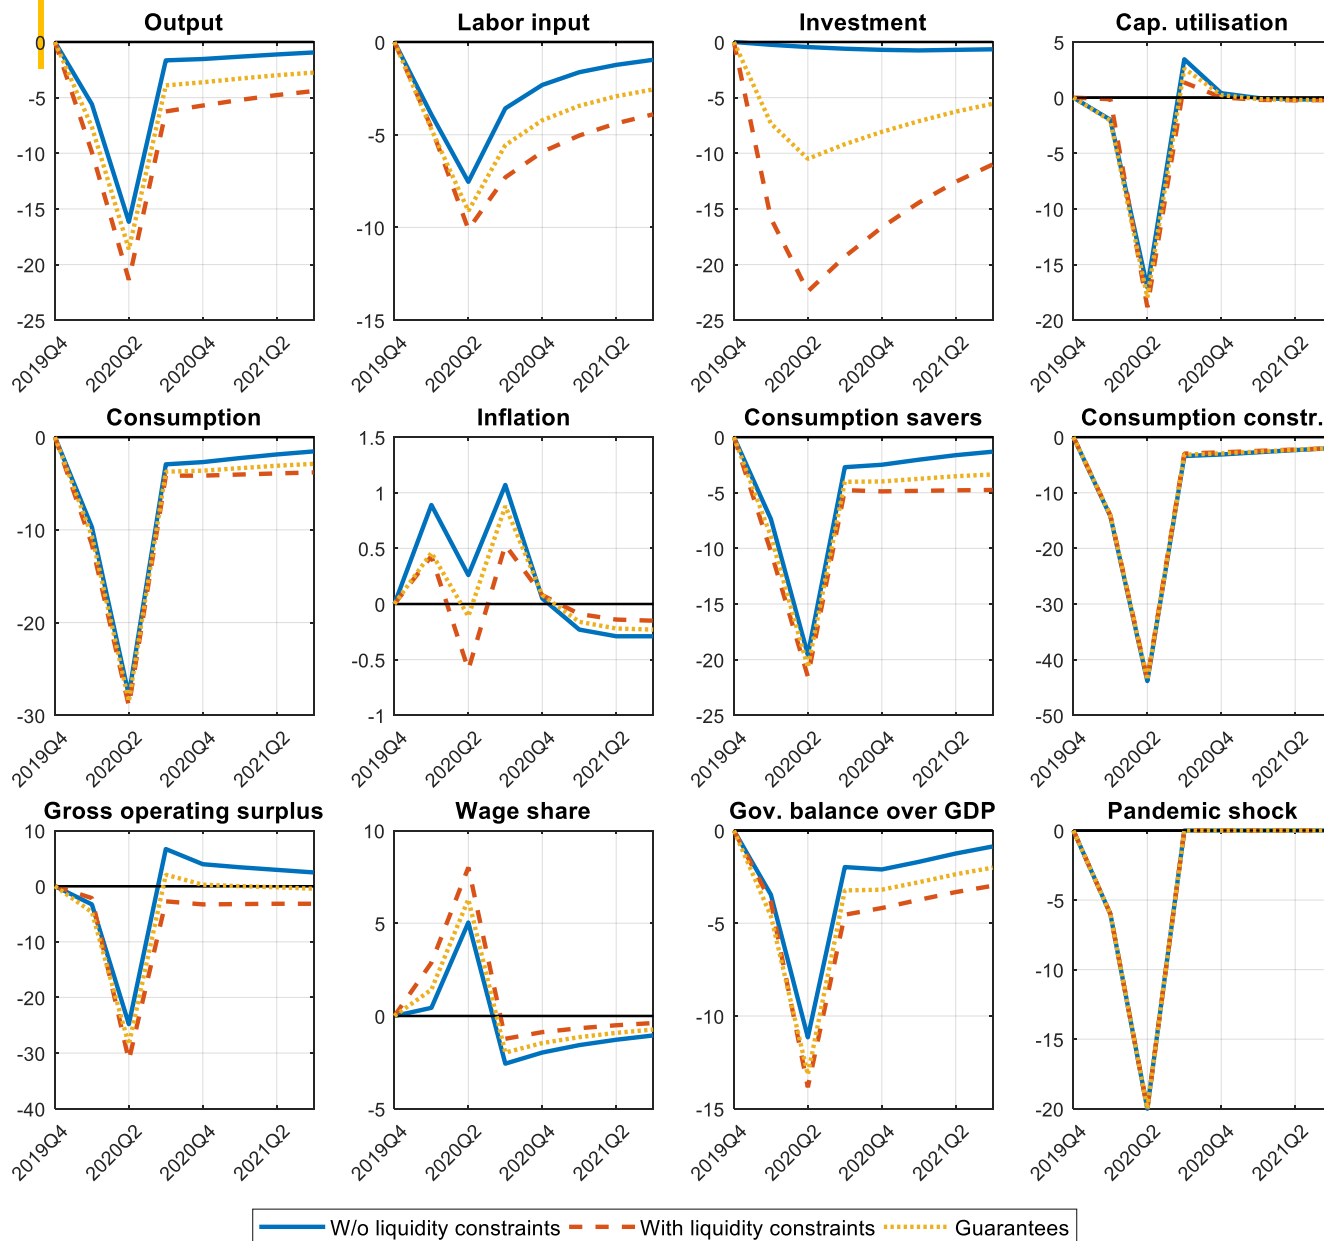 Output
0
-5
-10
-15
-20
-25
2019Q4
2020Q2
2020Q4
2021Q2
Labor input
0
-5
-10
-15
2019Q4
2020Q2
2020Q4
2021Q2
Investment
0
-5
-10
-15
-20
-25
2019Q4
2020Q2
2020Q4
2021Q2
Cap. utilisation
5
0
-5
-10
-15
-20
2019Q4
2020Q2
2020Q4
2021Q2
Consumption
0
-10
-20
-30
2019Q4
2020Q2
2020Q4
2021Q2
Inflation
1.5
1
0.5
0
-0.5
-1
2019Q4
2020Q2
2020Q4
2021Q2
Consumption savers
0
-5
-10
-15
-20
-25
2019Q4
2020Q2
2020Q4
2021Q2
Consumption constr.
0
-10
-20
-30
-40
-50
2019Q4
2020Q2
2020Q4
2021Q2
Gross operating surplus
10
0
-10
-20
-30
-40
2019Q4
2020Q2
2020Q4
2021Q2
Wage share
10
5
0
-5
2019Q4
2020Q2
2020Q4
2021Q2
Gov. balance over GDP
0
-5
-10
-15
2019Q4
2020Q2
2020Q4
2021Q2
Pandemic shock
0
-5
-10
-15
-20
2019Q4
2020Q2
2020Q4
2021Q2
W/o liquidity constraints With liquidity constraints Guarantees